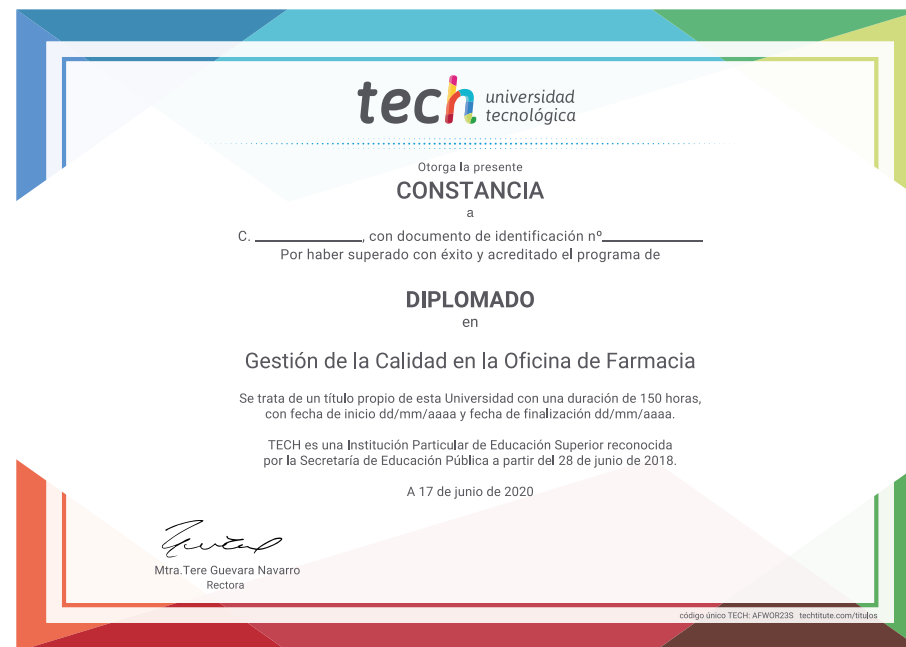 tech universidad
tecnológica
Otorga la presente
CONSTANCIA
a
C. ____________, con documento de identificación nº____________
Por haber superado con éxito y acreditado el programa de
DIPLOMADO
en
Gestión de la Calidad en la Oficina de Farmacia
Se trata de un título propio de esta Universidad con una duración de 150 horas,
con fecha de inicio dd/mm/aaaa y fecha de finalización dd/mm/aaaa.
TECH es una Institución Particular de Educación Superior reconocida
por la Secretaría de Educación Pública a partir del 28 de junio de 2018.
A 17 de junio de 2020
Mtra.Tere Guevara Navarro
Rectora
código único TECH: AFWOR23S techtitute.com/titulos